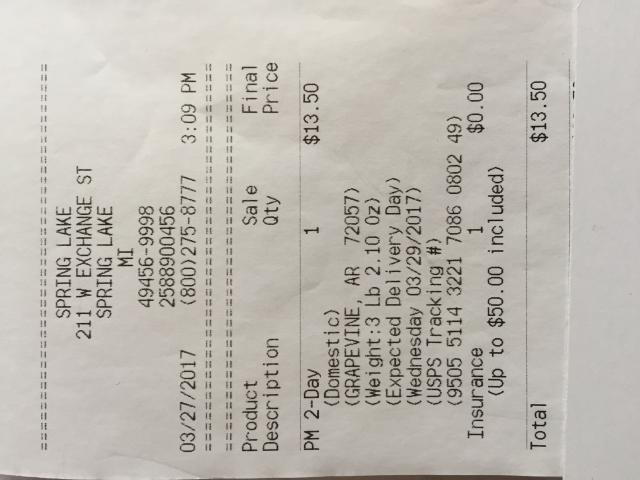 ========================================
SPRING LAKE
211 W EXCHANGE ST
SPRING LAKE
MI
49456-9998
2588900456
03/27/2017 (800)275-8777 3:09 PM
========================================
========================================
Product Sale Final
Description Qty Price
PM 2-Day 1 $13.50
(Domestic)
(GRAPEVINE, AR 72057)
(Weight:3 Lb 2.10 Oz)
(Expected Delivery Day)
(Wednesday 03/29/2017)
(USPS Tracking #)
(9505 5114 3221 7086 0802 49)
Insurance 1 $0.00
(Up to $50.00 included)
Total $13.50